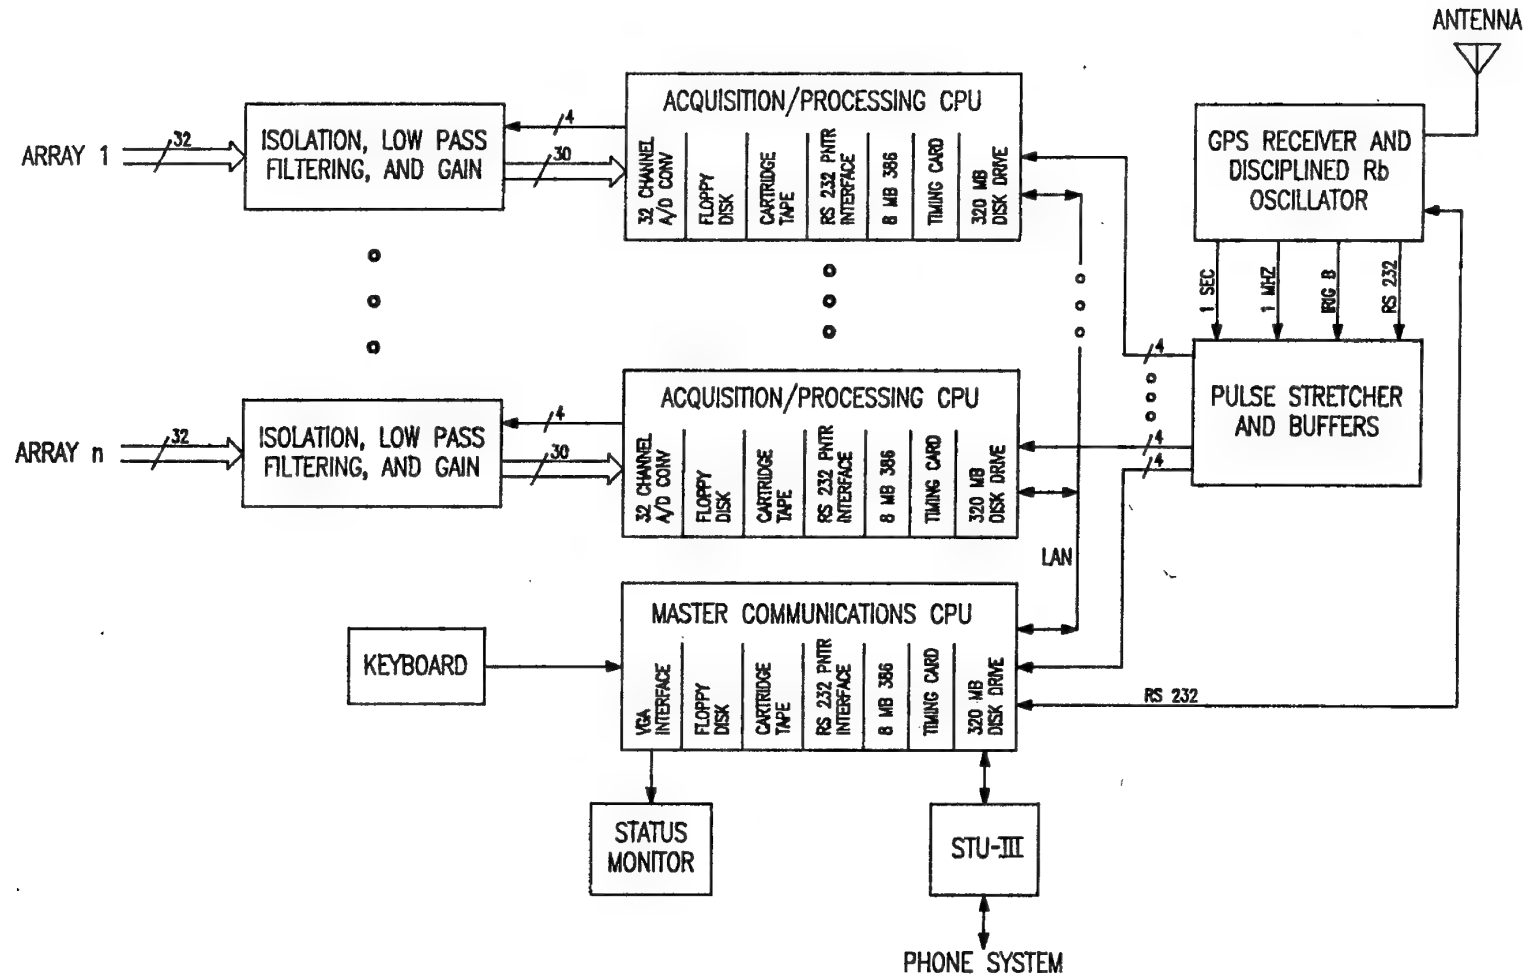 ANTENNA
ACQUISITION/PROCESSING CPU
32 CHANNEL
A/D CONV
FLOPPY
DISK
CARTRIDGE
TAPE
RS 232 PNTR
INTERFACE
8 MB 386
TIMING CARD
320 MB
DISK DRIVE
ARRAY 1
32
ISOLATION, LOW PASS
FILTERING, AND GAIN
4
30
GPS RECEIVER AND
DISCIPLINED Rb
OSCILLATOR
1 SEC
1 MHZ
IRIG B
RS 232
4
PULSE STRETCHER
AND BUFFERS
4
4
ACQUISITION/PROCESSING CPU
32 CHANNEL
A/D CONV
FLOPPY
DISK
CARTRIDGE
TAPE
RS 232 PNTR
INTERFACE
8 MB 386
TIMING CARD
320 MB
DISK DRIVE
ARRAY n
32
ISOLATION, LOW PASS
FILTERING, AND GAIN
4
30
LAN
MASTER COMMUNICATIONS CPU
VGA
INTERFACE
FLOPPY
DISK
CARTRIDGE
TAPE
RS 232 PNTR
INTERFACE
8 MB 386
TIMING CARD
320 MB
DISK DRIVE
KEYBOARD
RS 232
STATUS
MONITOR
STU-III
PHONE SYSTEM